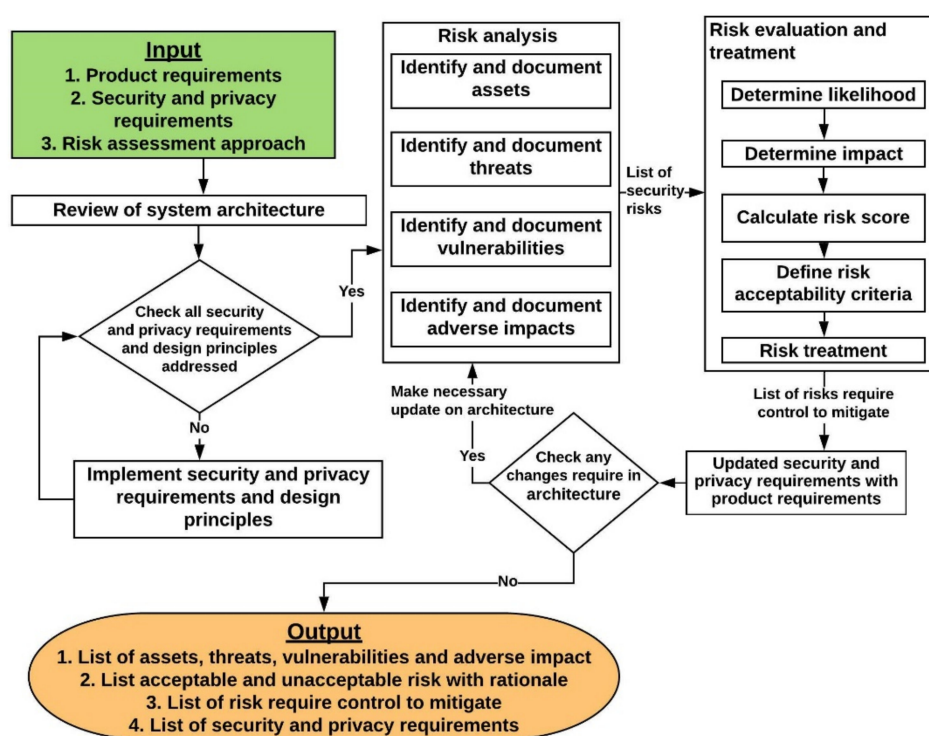 Input
1. Product requirements
2. Security and privacy
requirements
3. Risk assessment approach
Review of system architecture
Check all security
and privacy requirements
and design principles
addressed
Yes
No
Implement security and privacy
requirements and design
principles
Risk analysis
Identify and document
assets
Identify and document
threats
Identify and document
vulnerabilities
Identify and document
adverse impacts
List of
security
risks
Risk evaluation and
treatment
Determine likelihood
Determine impact
Calculate risk score
Define risk
acceptability criteria
Risk treatment
List of risks require
control to mitigate
Updated security and
privacy requirements with
product requirements
Check any
changes require in
architecture
Yes
Make necessary
update on architecture
No
Output
1. List of assets, threats, vulnerabilities and adverse impact
2. List acceptable and unacceptable risk with rationale
3. List of risk require control to mitigate
4. List of security and privacy requirements